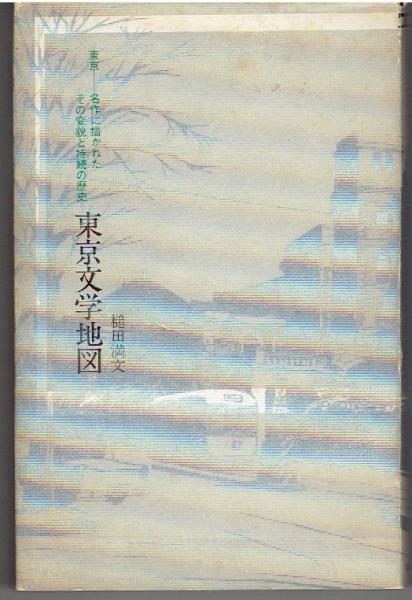 東京――名作に描かれた
その変貌と持続の歴史
東京文学地図
槌田満文